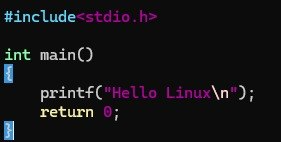 #include<stdio.h>

int main()
{
    printf("Hello Linux\n");
    return 0;
}